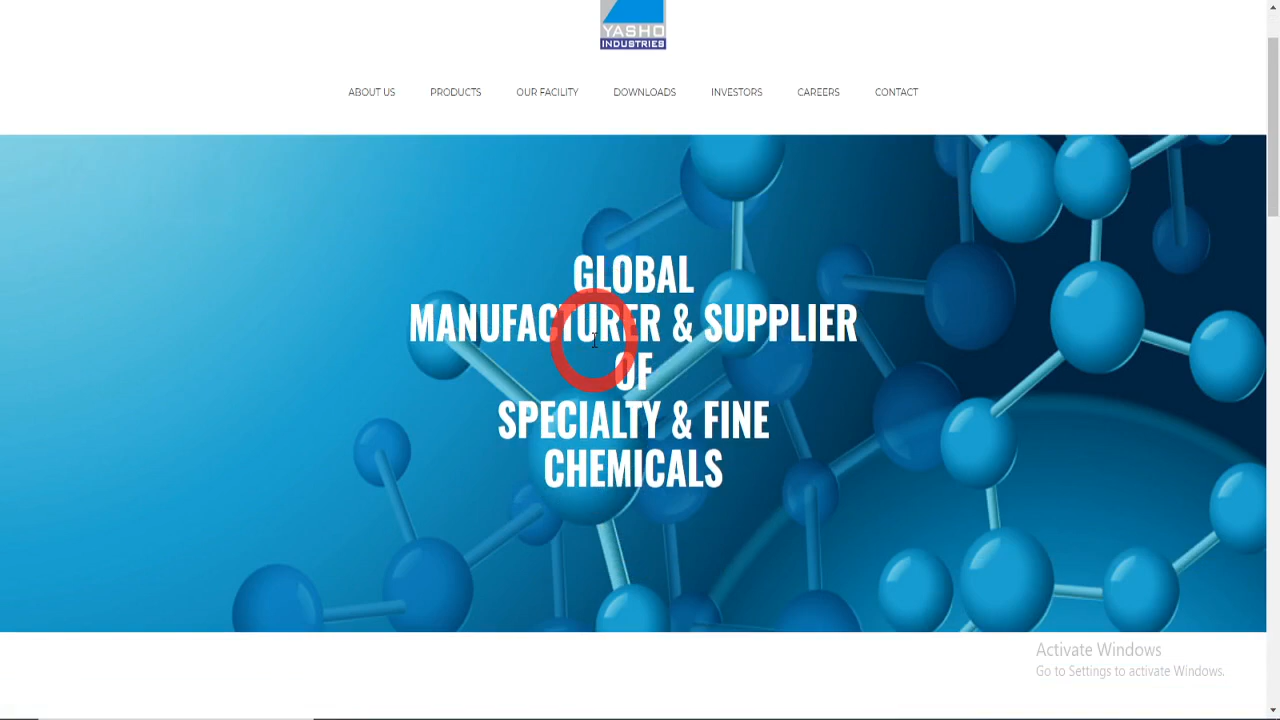 YASHO
INDUSTRIES
ABOUT US PRODUCTS OUR FACILITY DOWNLOADS INVESTORS CAREERS CONTACT
GLOBAL
MANUFACTURER & SUPPLIER
OF
SPECIALTY & FINE
CHEMICALS
Activate Windows
Go to Settings to activate Windows.